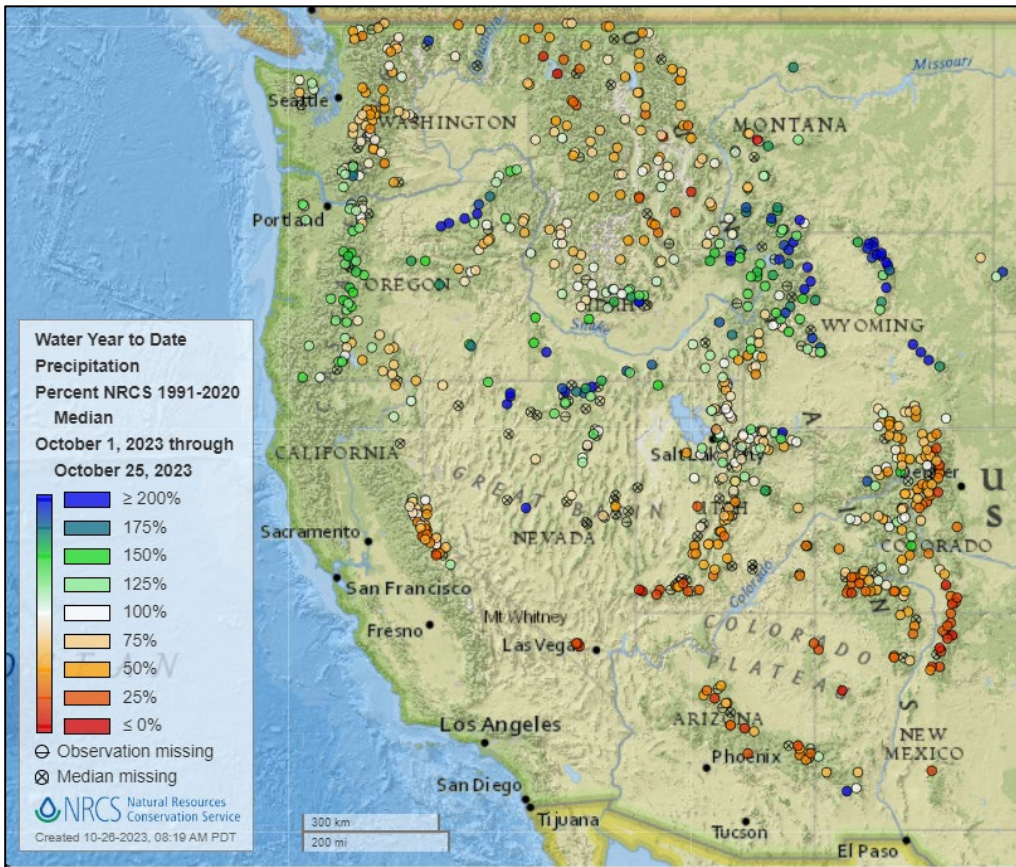 Missouri
Columbia
Seattle
WASHINGTON
MONTANA
Portland
OREGON
IDAHO
Snake
WYOMING
Water Year to Date
Precipitation
Percent NRCS 1991-2020
Median
October 1, 2023 through
October 25, 2023
≥ 200%
175%
150%
125%
100%
75%
50%
25%
≤ 0%
Observation missing
Median missing
NRCS Natural Resources
Conservation Service
Created 10-26-2023, 08:19 AM PDT
CALIFORNIA
Salt Lake City
GREAT BASIN
UTAH
Denver
U
S
Sacramento
NEVADA
COLORADO
San Francisco
Colorado
Mt Whitney
Fresno
Las Vegas
COLORADO
PLATEAU
ARIZONA
Los Angeles
NEW
MEXICO
Phoenix
San Diego
Tijuana
300 km
200 mi
Tucson
El Paso